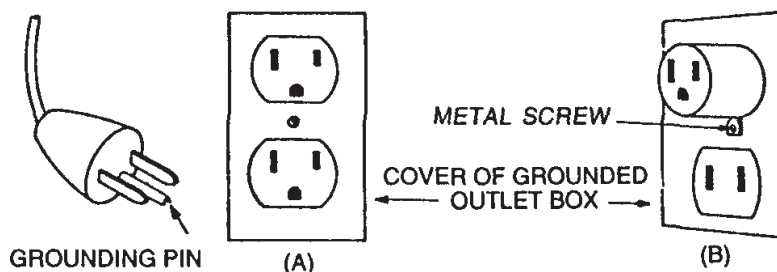 METAL SCREW
COVER OF GROUNDED
OUTLET BOX
GROUNDING PIN
(A)
(B)